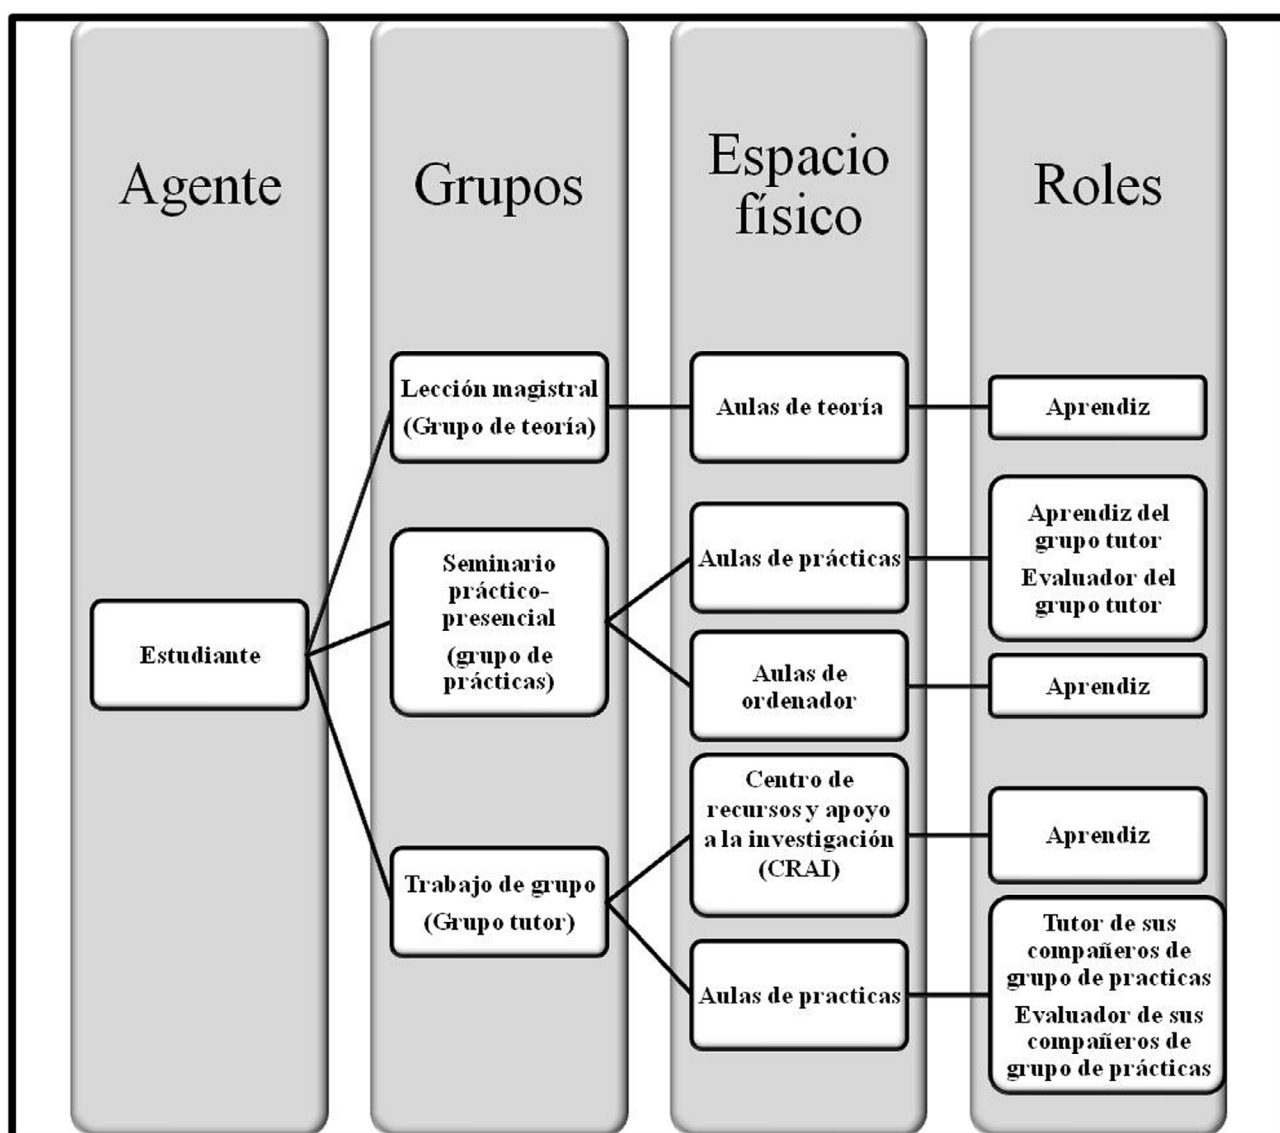 Agente
Grupos
Espacio
físico
Roles
Estudiante
Lección magistral
(Grupo de teoría)
Seminario
práctico-
presencial
(grupo de
prácticas)
Trabajo de grupo
(Grupo tutor)
Aulas de teoría
Aulas de prácticas
Aulas de
ordenador
Centro de
recursos y apoyo
a la investigación
(CRAI)
Aulas de practicas
Aprendiz
Aprendiz del
grupo tutor
Evaluador del
grupo tutor
Aprendiz
Aprendiz
Tutor de sus
compañeros de
grupo de practicas
Evaluador de sus
compañeros de
grupo de prácticas